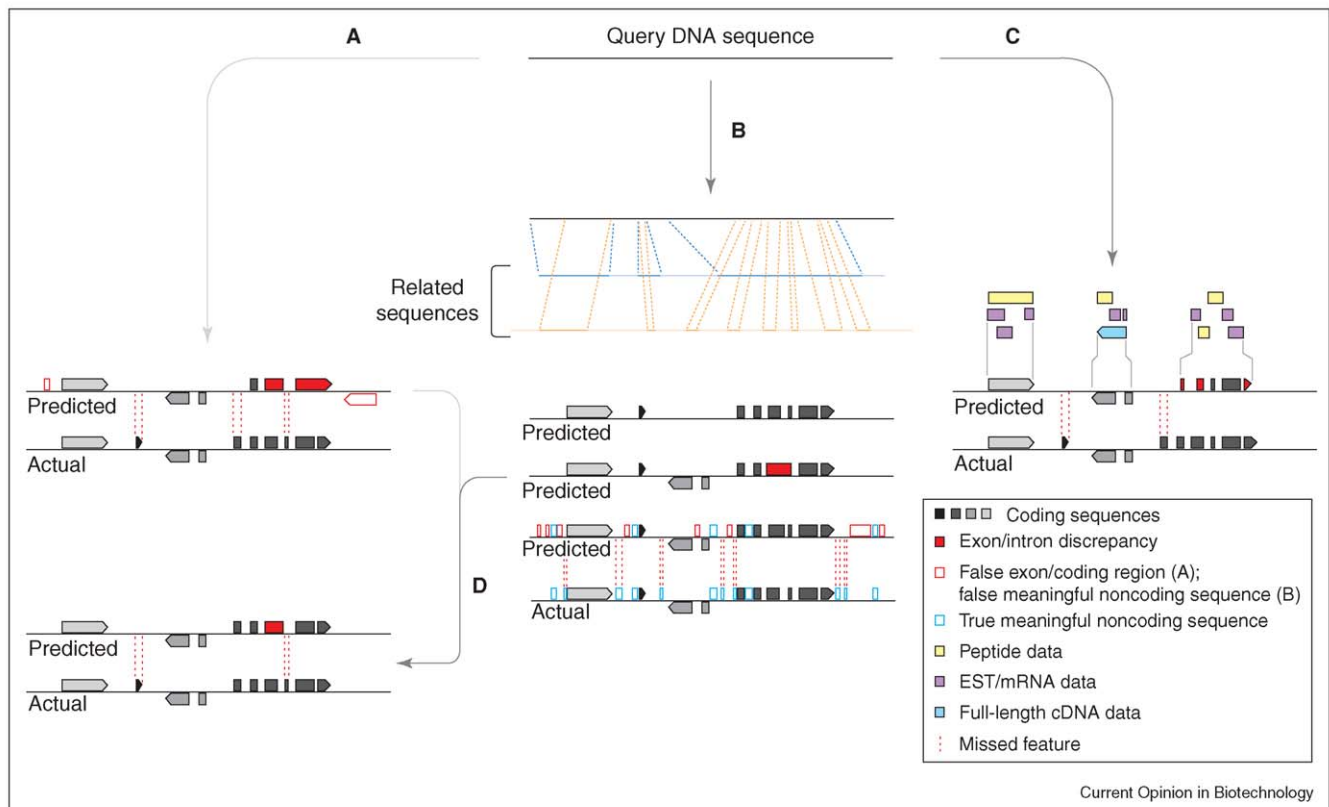 A
Query DNA sequence
C
B
Related
sequences
Predicted
Actual
Predicted
Predicted
Predicted
Actual
D
Predicted
Actual
Predicted
Actual
Coding sequences
Exon/intron discrepancy
False exon/coding region (A);
false meaningful noncoding sequence (B)
True meaningful noncoding sequence
Peptide data
EST/mRNA data
Full-length cDNA data
Missed feature
Current Opinion in Biotechnology